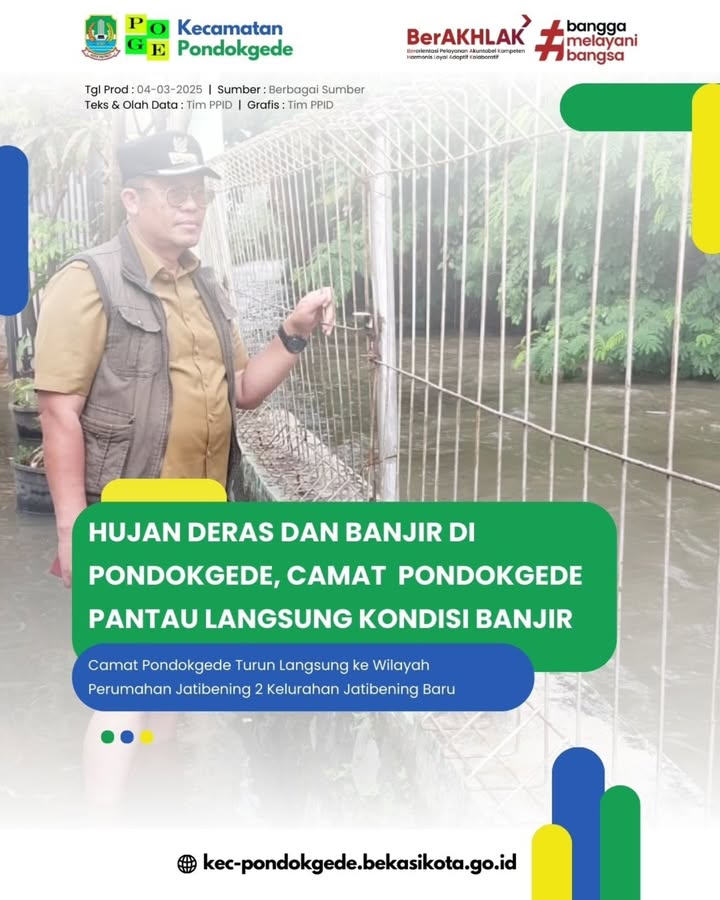 POGE
Kecamatan
Pondokgede
BerAKHLAK
Berorientasi Pelayanan Akuntabel Kompeten
Harmonis Loyal Adaptif Kolaboratif
#bangga
melayani
bangsa
Tgl Prod : 04-03-2025 | Sumber : Berbagai Sumber
Teks & Olah Data : Tim PPID | Grafis : Tim PPID
HUJAN DERAS DAN BANJIR DI
PONDOKGEDE, CAMAT PONDOKGEDE
PANTAU LANGSUNG KONDISI BANJIR
Camat Pondokgede Turun Langsung ke Wilayah
Perumahan Jatibening 2 Kelurahan Jatibening Baru
kec-pondokgede.bekasikota.go.id